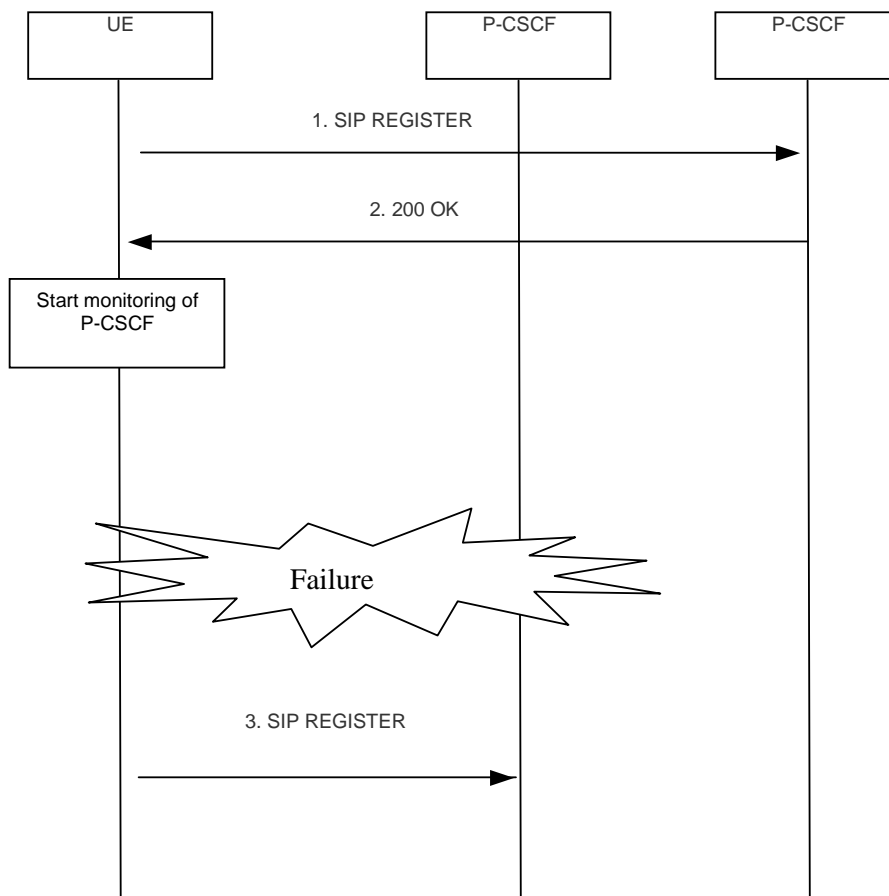 UE
P-CSCF
P-CSCF
1. SIP REGISTER
2. 200 OK
Start monitoring of
P-CSCF
Failure
3. SIP REGISTER